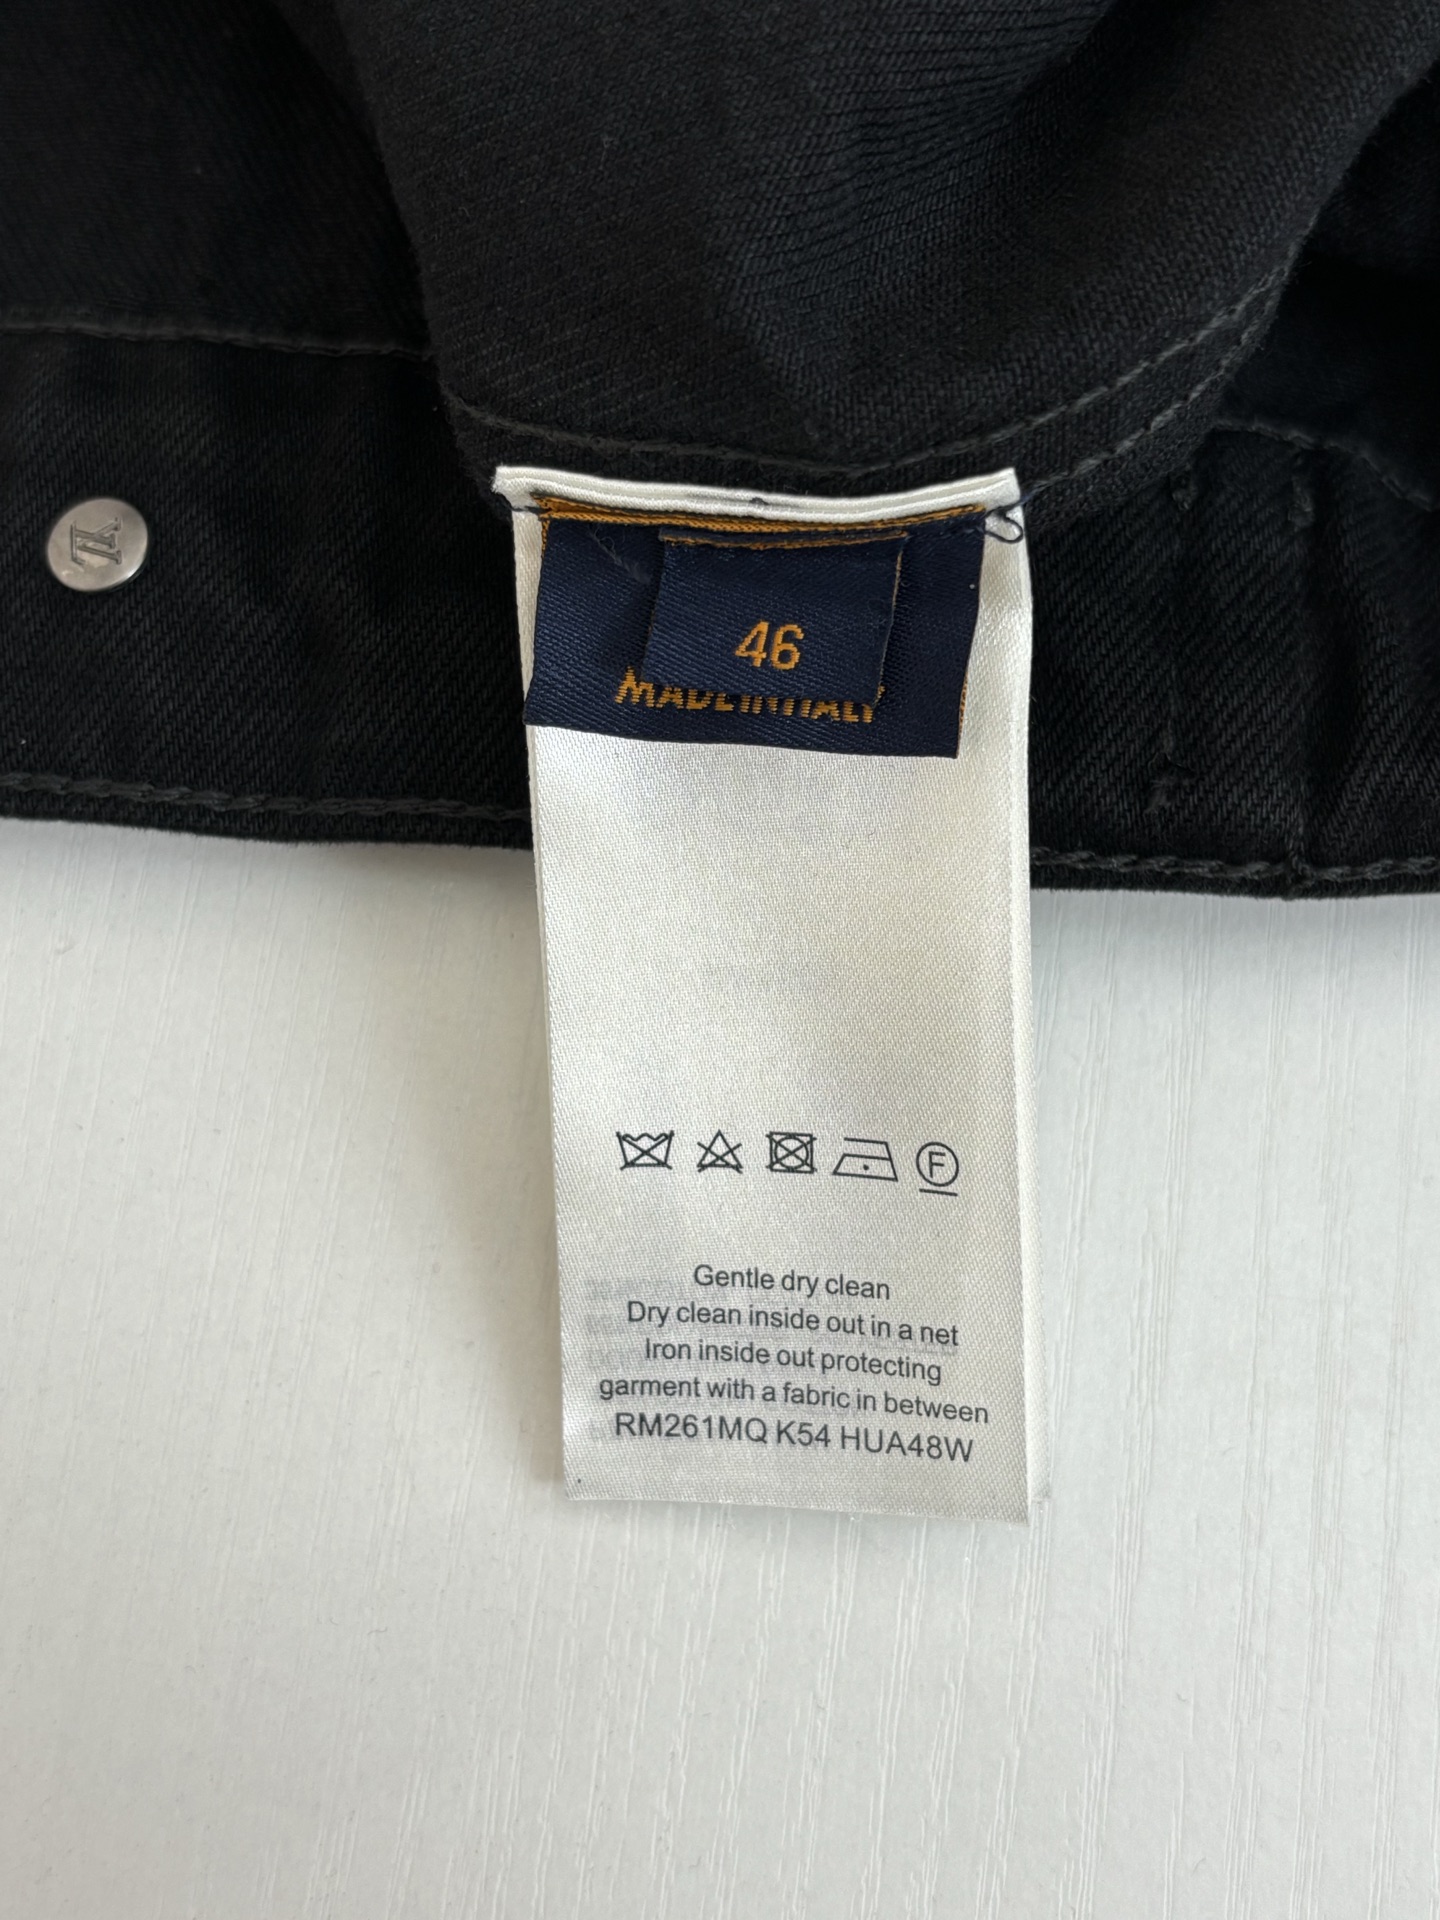 LV
46
MADE IN ITALY
F
Gentle dry clean
Dry clean inside out in a net
Iron inside out protecting
garment with a fabric in between
RM261MQ K54 HUA48W